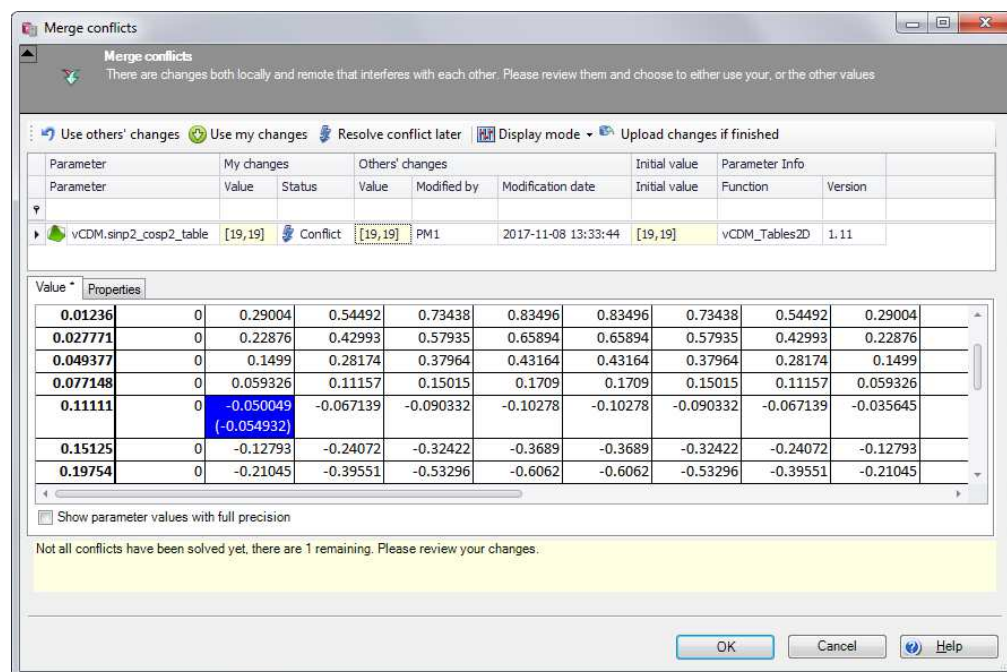 Merge conflicts
Merge conflicts
There are changes both locally and remote that interferes with each other. Please review them and choose to either use your, or the other values
Use others' changes Use my changes Resolve conflict later Display mode Upload changes if finished
Parameter My changes Others' changes Initial value Parameter Info
Parameter Value Status Value Modified by Modification date Initial value Function Version
vCDM.sinp2_cosp2_table [19,19] Conflict [19,19] PM1 2017-11-08 13:33:44 [19,19] vCDM_Tables2D 1.11
Value * Properties
0.01236 0 0.29004 0.54492 0.73438 0.83496 0.83496 0.73438 0.54492 0.29004
0.027771 0 0.22876 0.42993 0.57935 0.65894 0.65894 0.57935 0.42993 0.22876
0.049377 0 0.1499 0.28174 0.37964 0.43164 0.43164 0.37964 0.28174 0.1499
0.077148 0 0.059326 0.11157 0.15015 0.1709 0.1709 0.15015 0.11157 0.059326
0.11111 0 -0.050049 -0.067139 -0.090332 -0.10278 -0.10278 -0.090332 -0.067139 -0.035645
(-0.054932)
0.15125 0 -0.12793 -0.24072 -0.32422 -0.3689 -0.3689 -0.32422 -0.24072 -0.12793
0.19754 0 -0.21045 -0.39551 -0.53296 -0.6062 -0.6062 -0.53296 -0.39551 -0.21045
Show parameter values with full precision
Not all conflicts have been solved yet, there are 1 remaining. Please review your changes.
OK Cancel Help